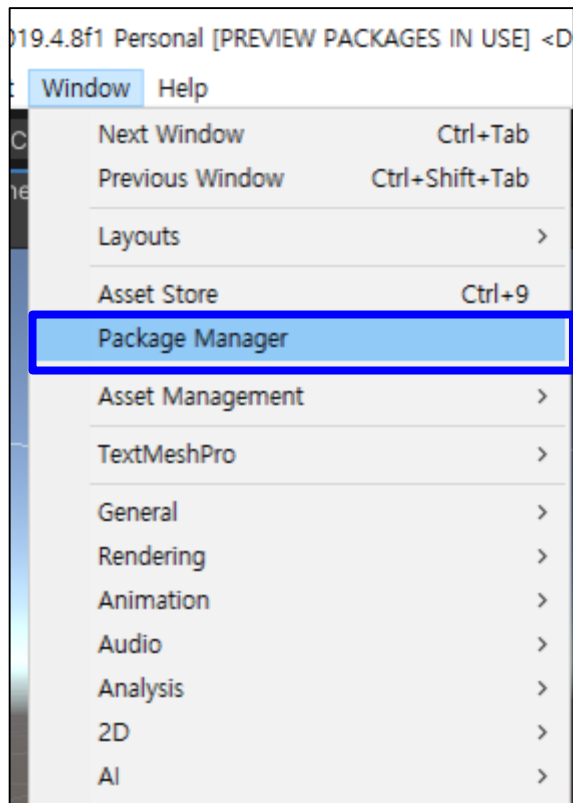 019.4.8f1 Personal [PREVIEW PACKAGES IN USE] <D
Window Help
Next Window Ctrl+Tab
Previous Window Ctrl+Shift+Tab
Layouts >
Asset Store Ctrl+9
Package Manager
Asset Management >
TextMeshPro >
General >
Rendering >
Animation >
Audio >
Analysis >
2D >
AI >